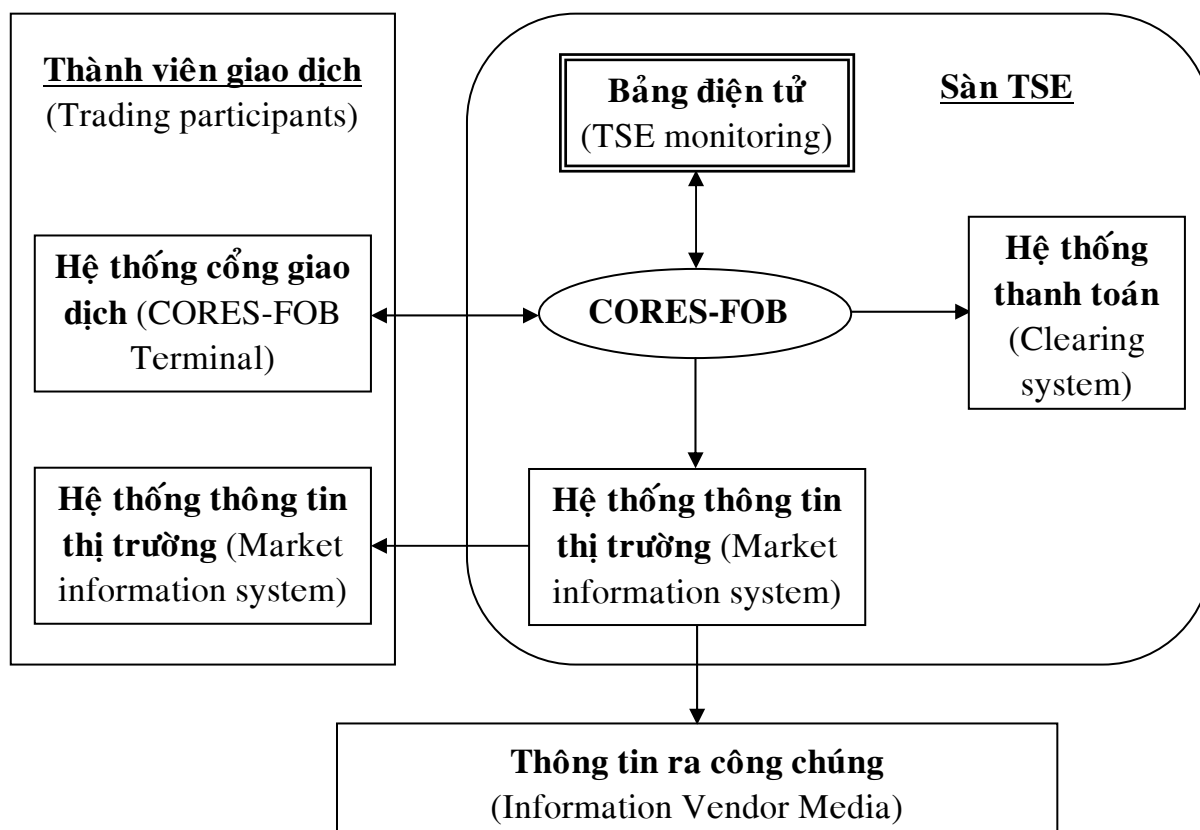 Thành viên giao dịch
(Trading participants)
Bảng điện tử
(TSE monitoring)
Sàn TSE
Hệ thống cổng giao
dịch (CORES-FOB
Terminal)
CORES-FOB
Hệ thống
thanh toán
(Clearing
system)
Hệ thống thông tin
thị trường (Market
information system)
Hệ thống thông tin
thị trường (Market
information system)
Thông tin ra công chúng
(Information Vendor Media)